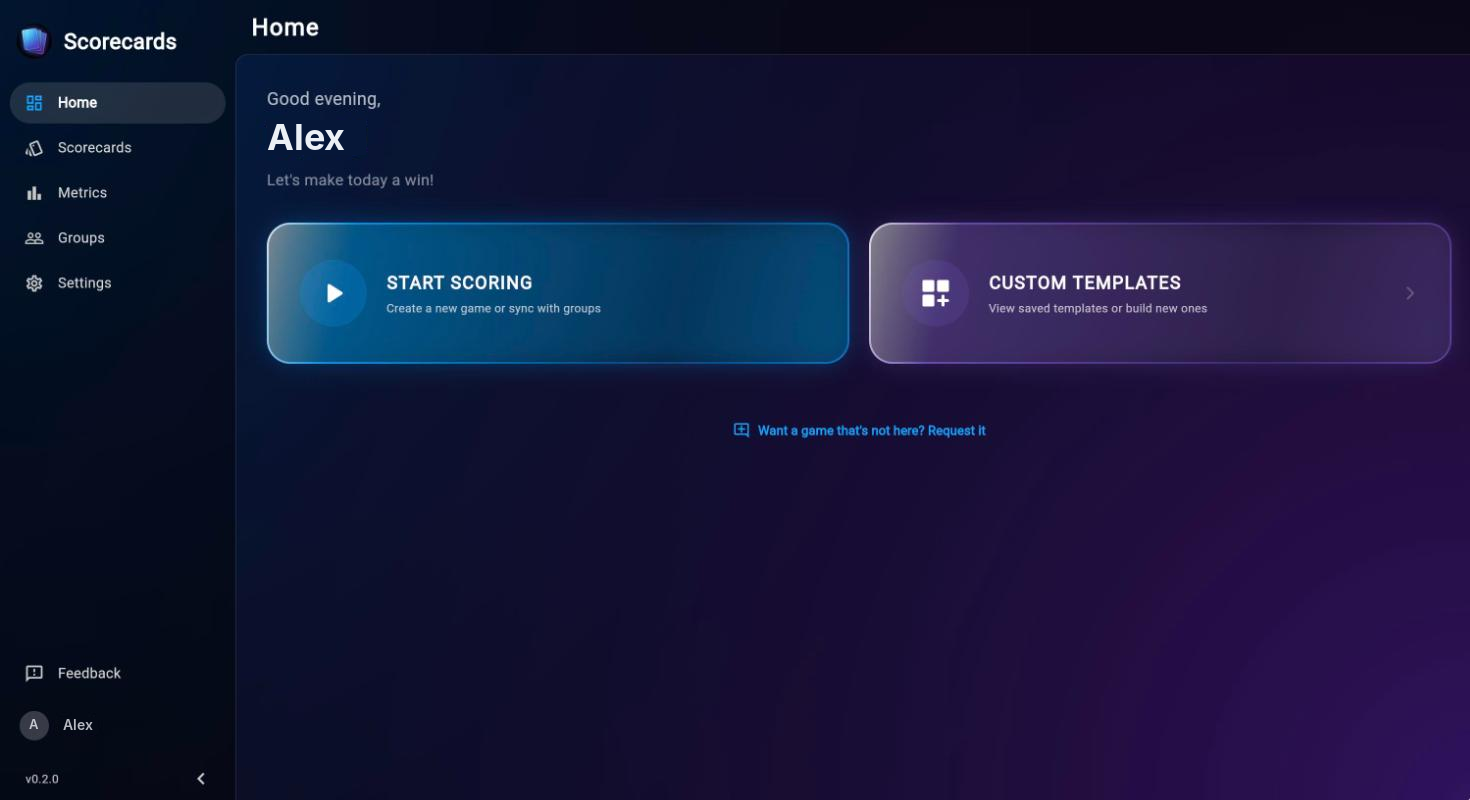 Scorecards
Home
Scorecards
Metrics
Groups
Settings
Feedback
A
Alex
v0.2.0
Home
Good evening,
Alex
Let's make today a win!
START SCORING
Create a new game or sync with groups
CUSTOM TEMPLATES
View saved templates or build new ones
Want a game that's not here? Request it